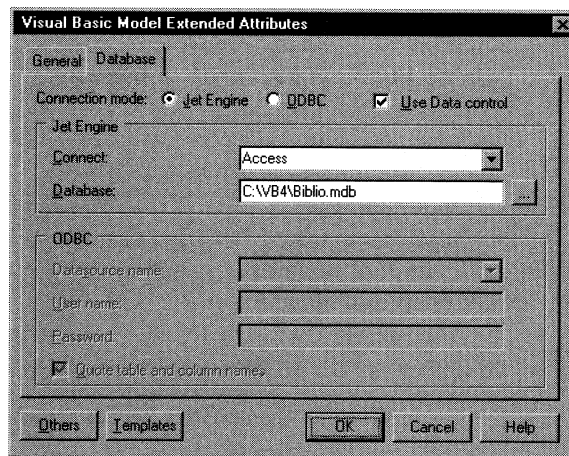 Visual Basic Model Extended Attributes
General Database
Connection mode: Jet Engine ODBC Use Data control
Jet Engine
Connect: Access
Database: C:\VB4\Biblio.mdb ...
ODBC
Datasource name:
User name:
Password:
Quote table and column names
Others Templates OK Cancel Help